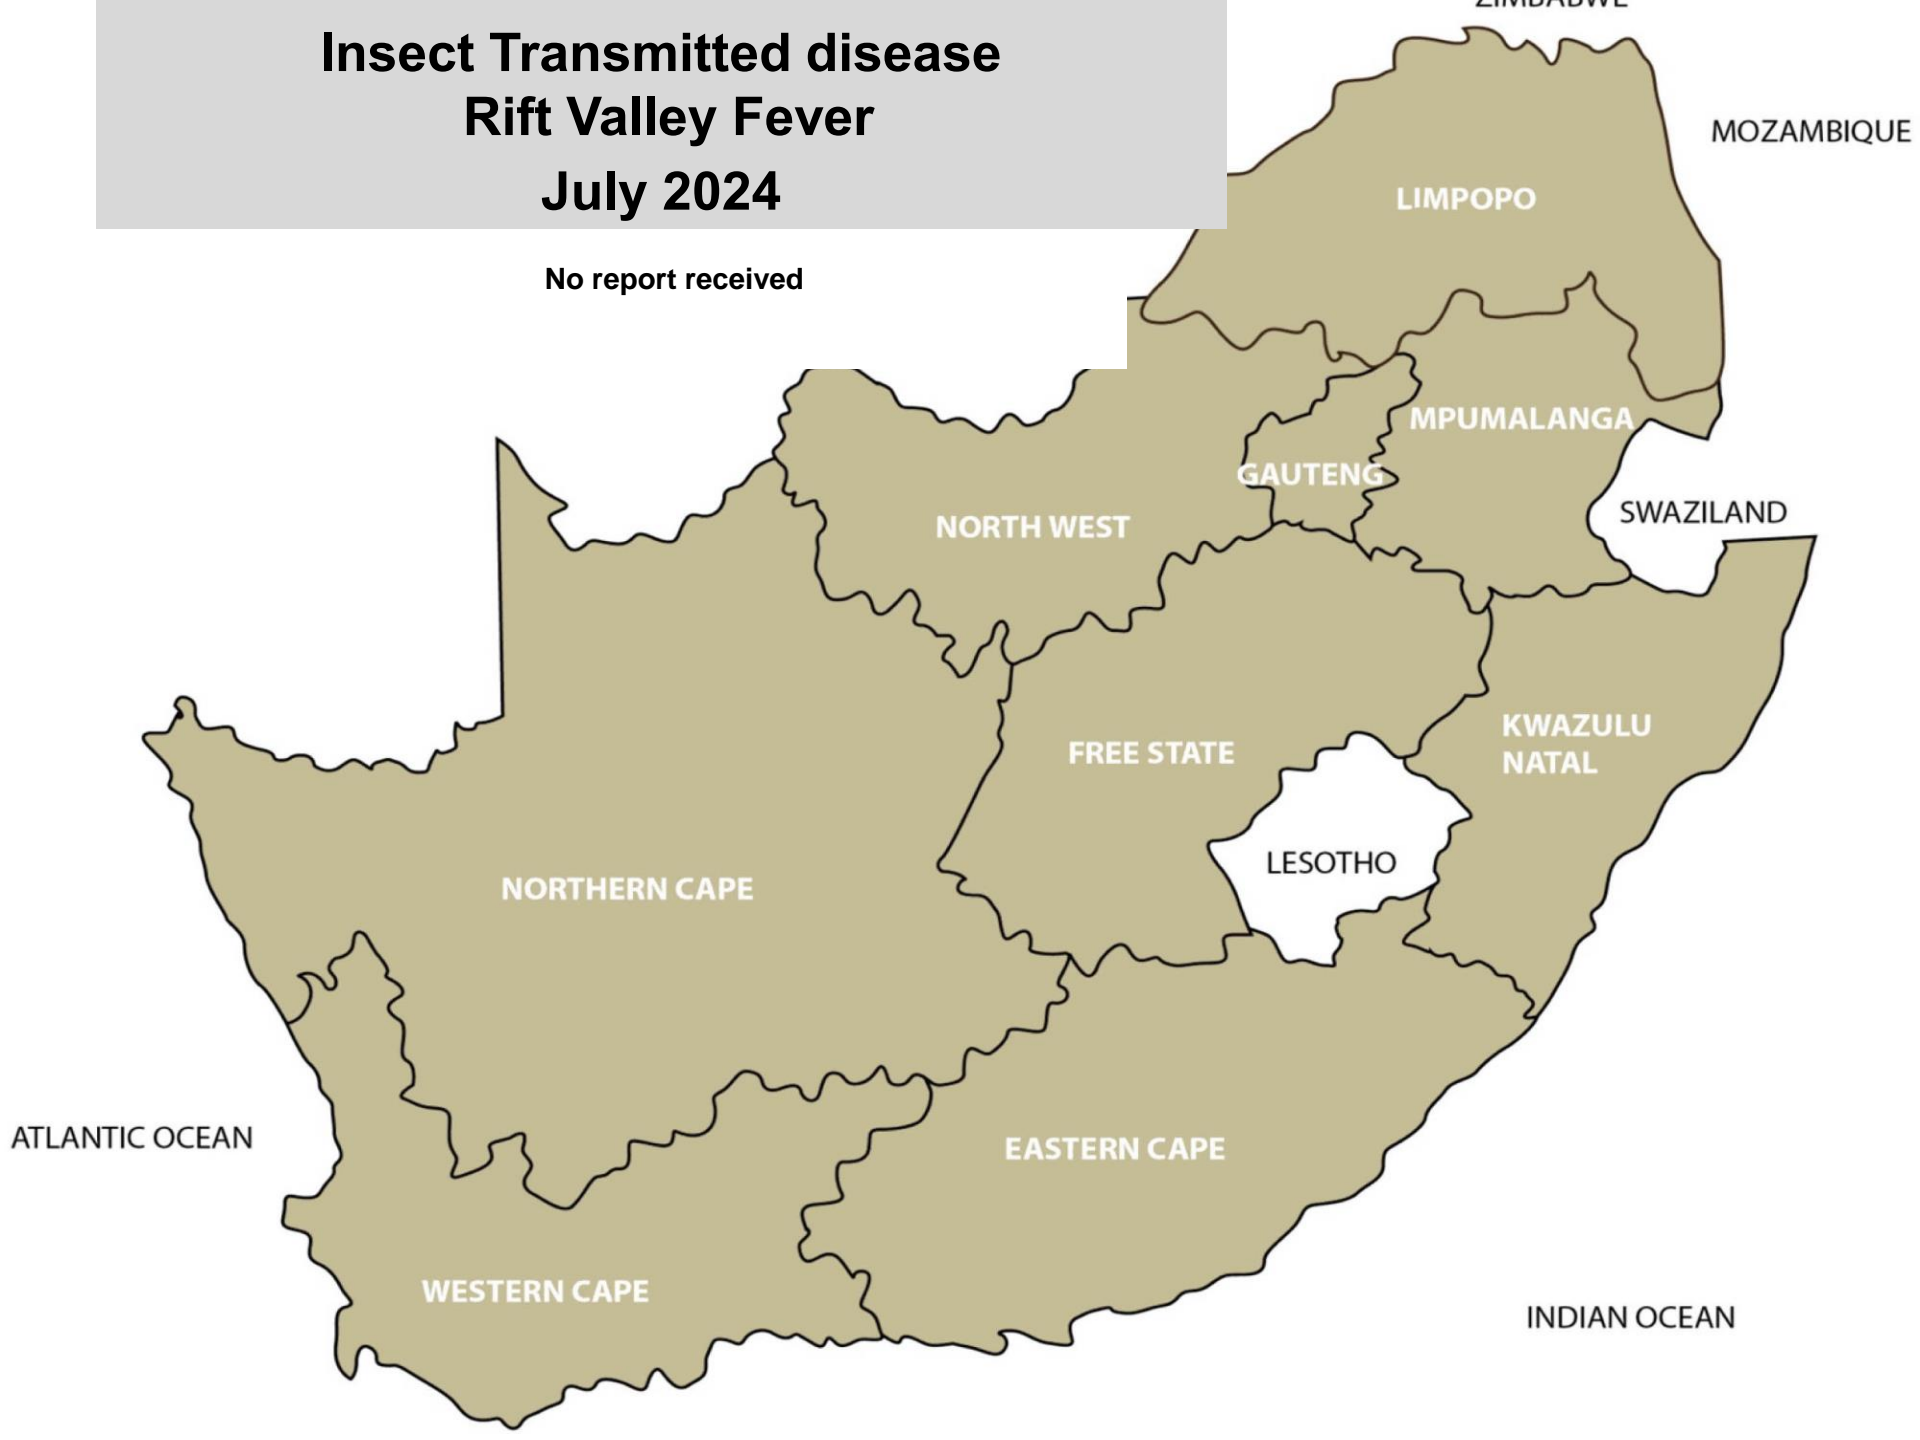 ZIMBABWE
Insect Transmitted disease
Rift Valley Fever
July 2024
MOZAMBIQUE
LIMPOPO
No report received
MPUMALANGA
GAUTENG
SWAZILAND
NORTH WEST
KWAZULU
NATAL
FREE STATE
LESOTHO
NORTHERN CAPE
ATLANTIC OCEAN
EASTERN CAPE
WESTERN CAPE
INDIAN OCEAN